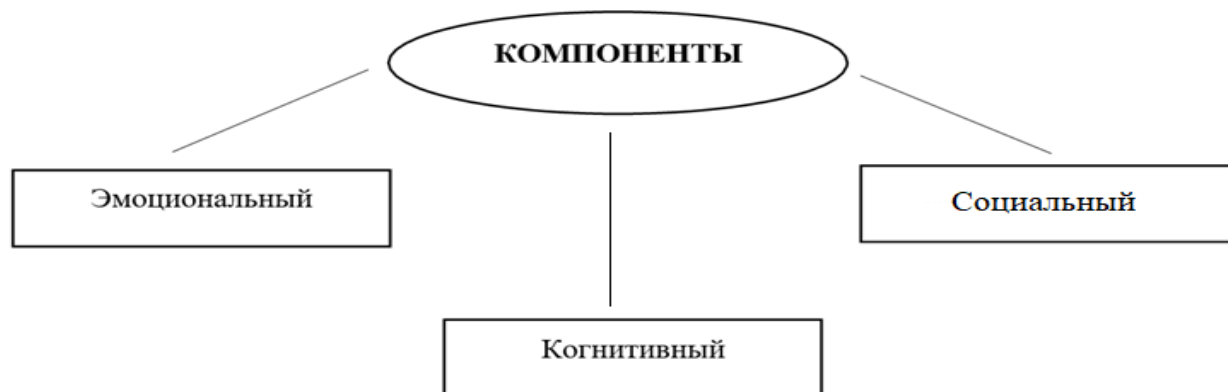 КОМПОНЕНТЫ
Эмоциональный
Социальный
Когнитивный